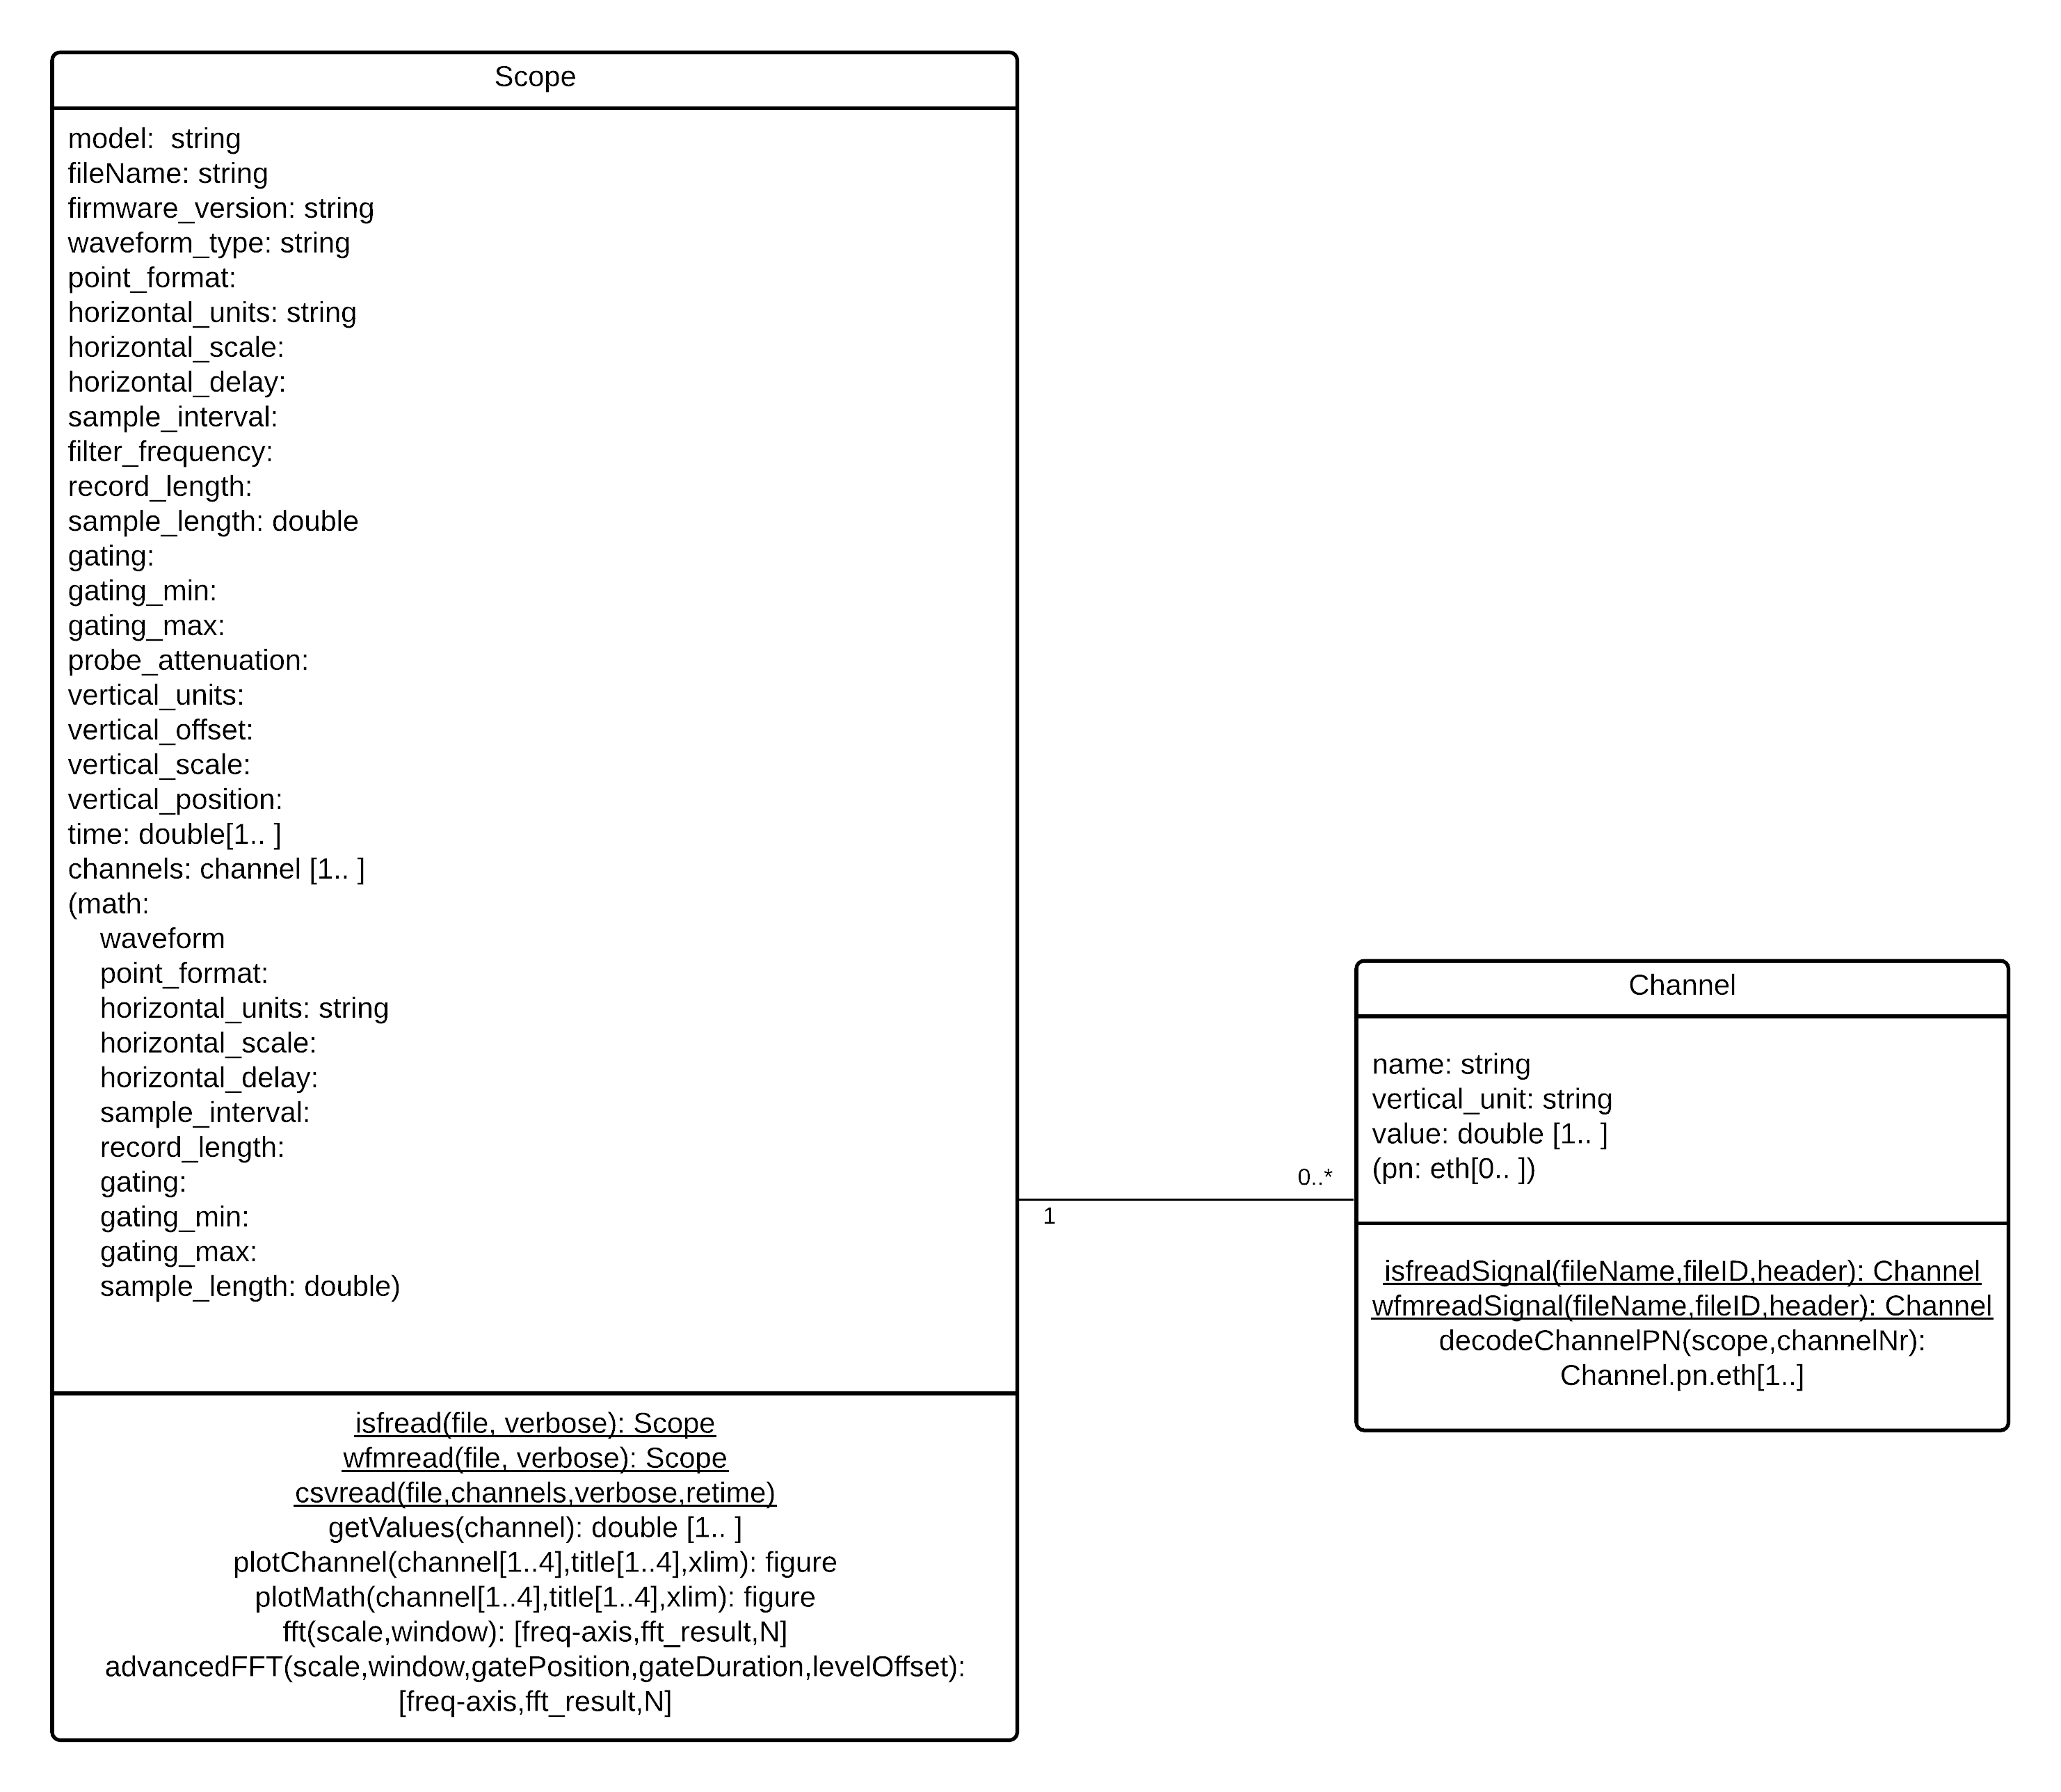 Scope
model:  string
fileName: string
firmware_version: string
waveform_type: string
point_format:
horizontal_units: string
horizontal_scale:
horizontal_delay:
sample_interval:
filter_frequency:
record_length:
sample_length: double
gating:
gating_min:
gating_max:
probe_attenuation:
vertical_units:
vertical_offset:
vertical_scale:
vertical_position:
time: double[1.. ]
channels: channel [1.. ]
(math:
waveform
point_format:
horizontal_units: string
horizontal_scale:
horizontal_delay:
sample_interval:
record_length:
gating:
gating_min:
gating_max:
sample_length: double)
isfread(file, verbose): Scope
wfmread(file, verbose): Scope
csvread(file,channels,verbose,retime)
getValues(channel): double [1.. ]
plotChannel(channel[1..4],title[1..4],xlim): figure
plotMath(channel[1..4],title[1..4],xlim): figure
fft(scale,window): [freq-axis,fft_result,N]
advancedFFT(scale,window,gatePosition,gateDuration,levelOffset):
[freq-axis,fft_result,N]
1
0..*
Channel
name: string
vertical_unit: string
value: double [1.. ]
(pn: eth[0.. ])
isfreadSignal(fileName,fileID,header): Channel
wfmreadSignal(fileName,fileID,header): Channel
decodeChannelPN(scope,channelNr):
Channel.pn.eth[1..]